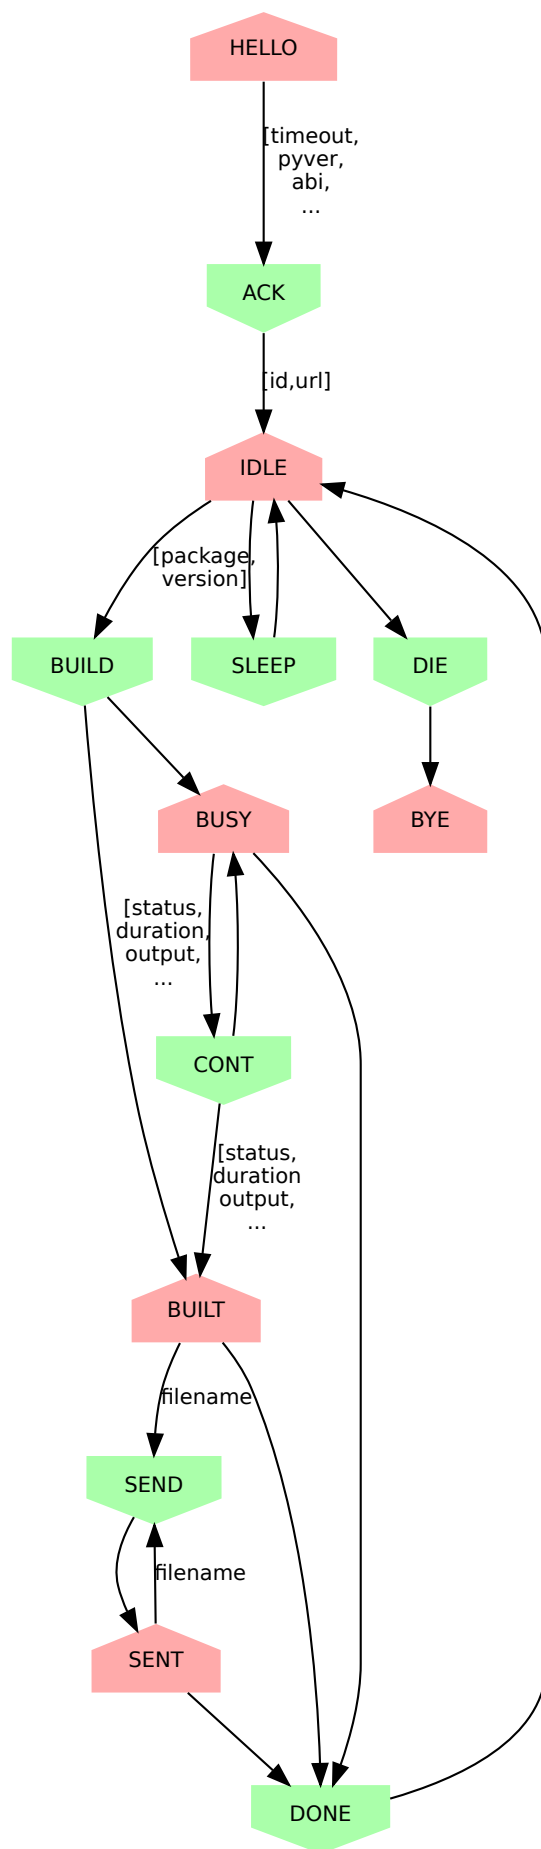 HELLO
[timeout,
pyver,
abi,
...
ACK
[id,url]
IDLE
[package,
version]
BUILD
SLEEP
DIE
BUSY
BYE
[status,
duration,
output,
...
CONT
[status,
duration
output,
...
BUILT
filename
SEND
filename
SENT
DONE